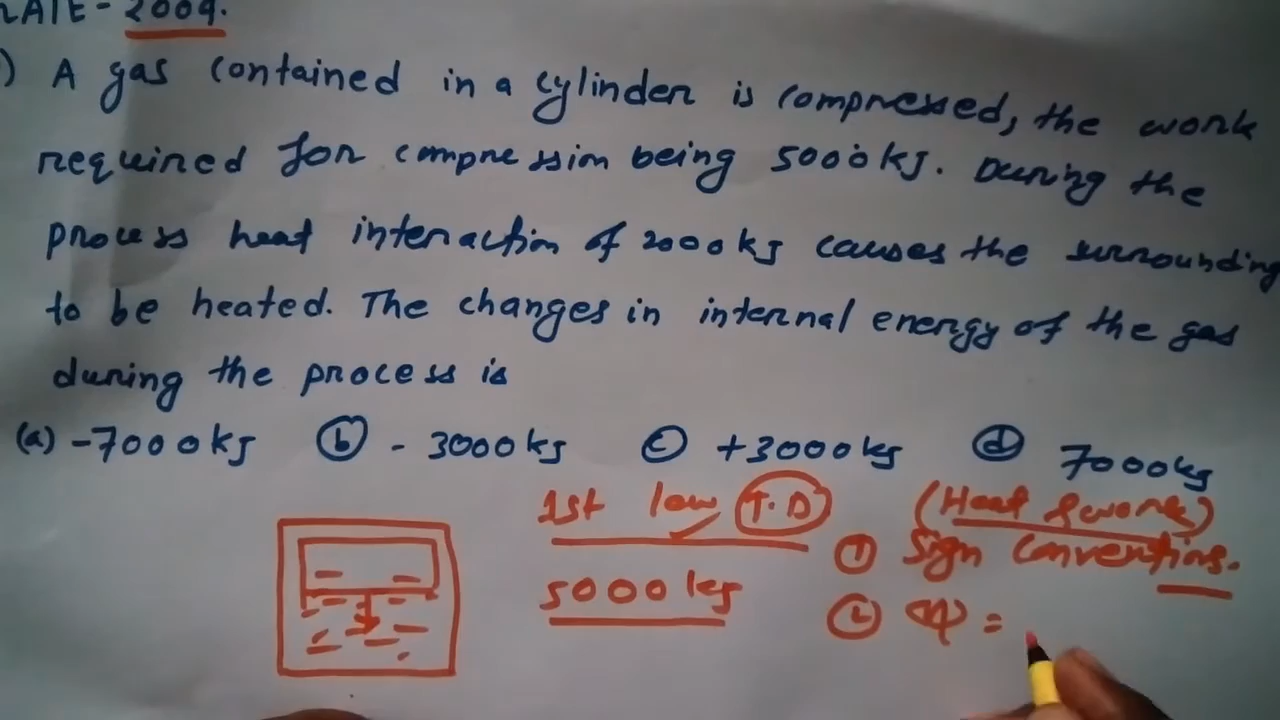 GATE - 2009.
) A gas contained in a cylinder is compressed, the work
required for compression being 5000 kJ. During the
process heat interaction of 2000 kJ causes the surrounding
to be heated. The changes in internal energy of the gas
during the process is
(a) -7000 kJ (b) - 3000 kJ (c) +3000 kJ (d) 7000 kJ
1st law T.D (Heat & work)
① Sign Conventions.
5000 kJ
② =